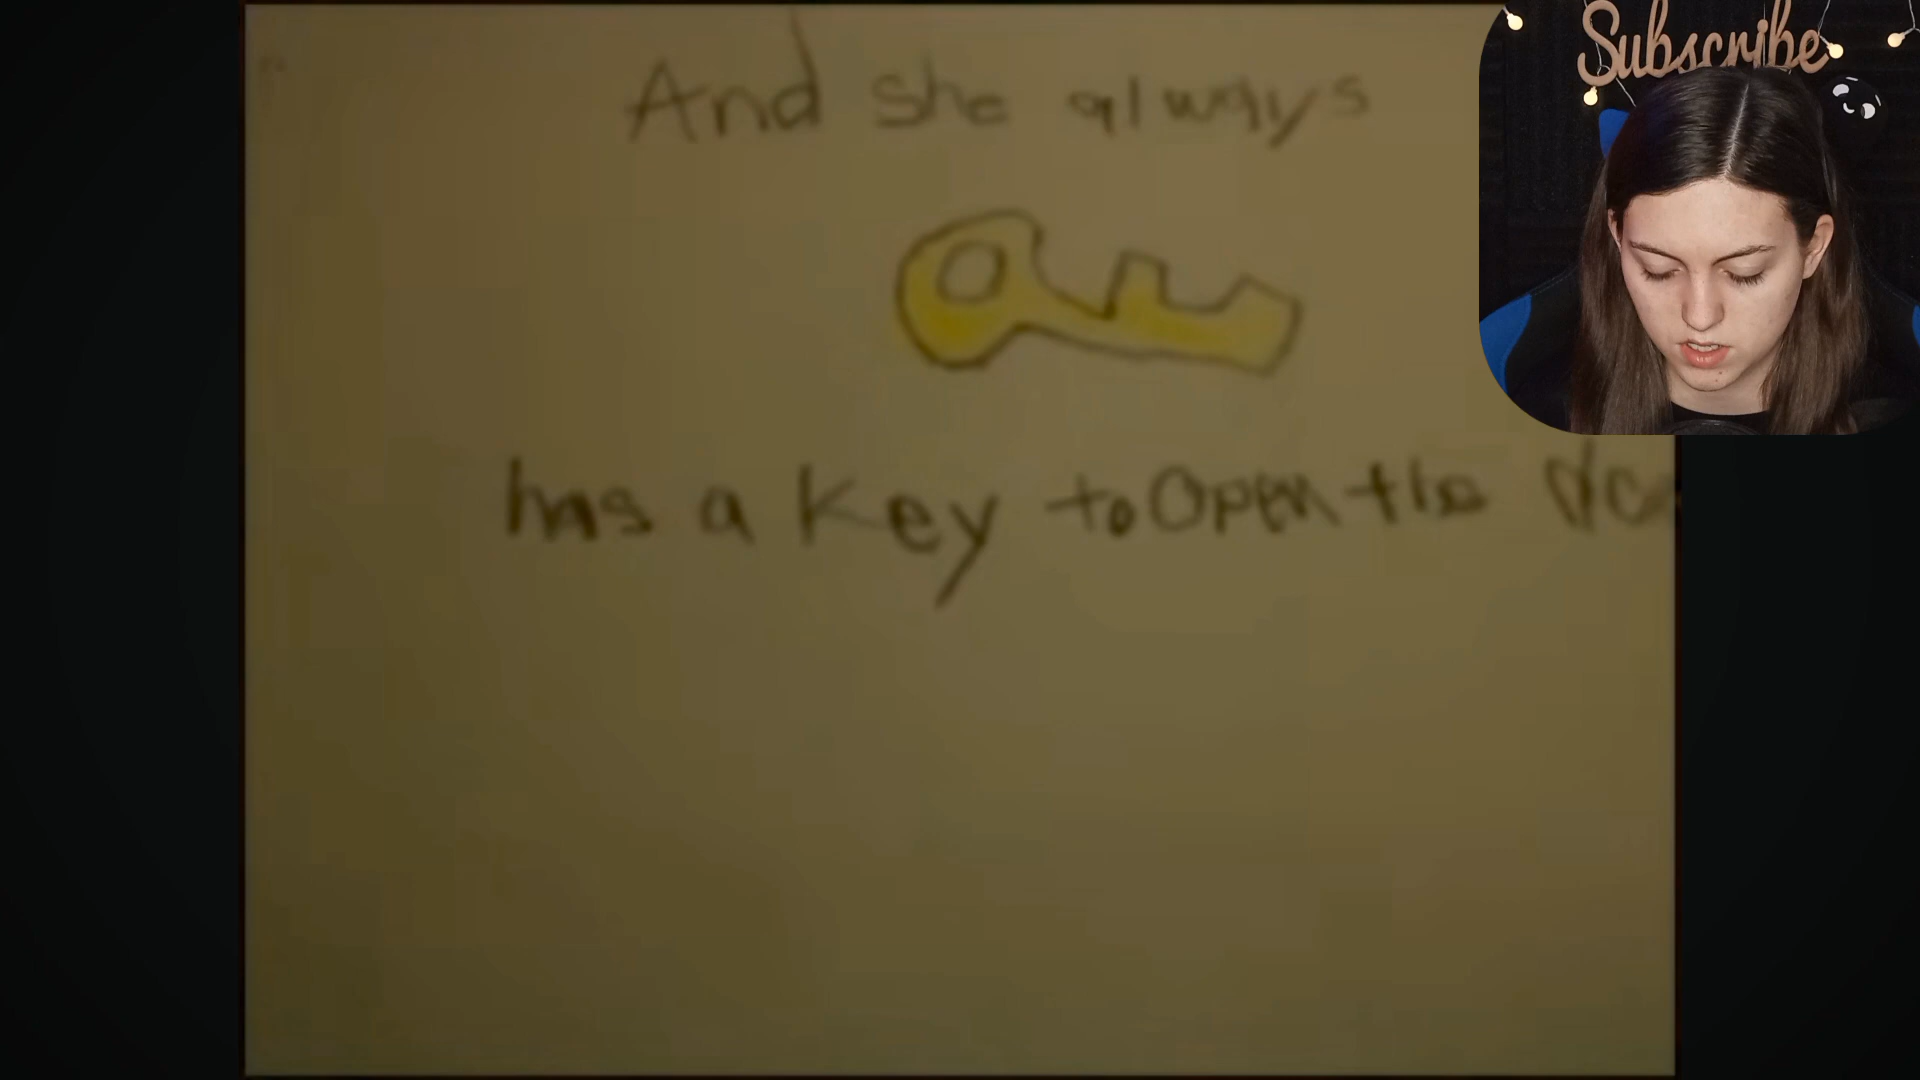 Subscribe
And she always
has a key to open the